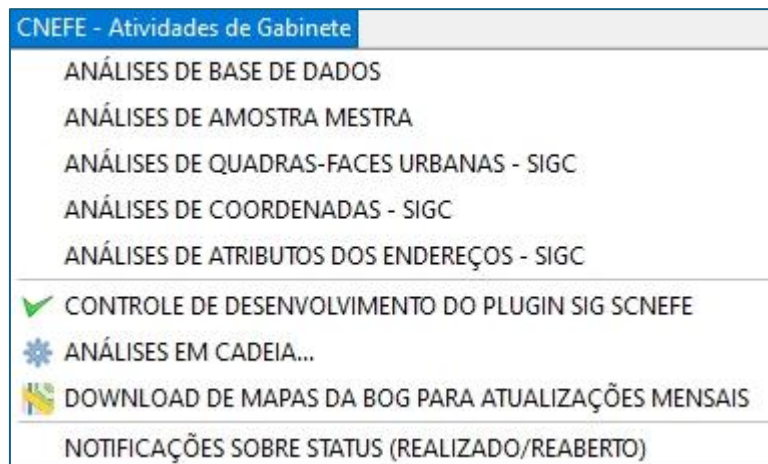 CNEFE - Atividades de Gabinete
ANÁLISES DE BASE DE DADOS
ANÁLISES DE AMOSTRA MESTRA
ANÁLISES DE QUADRAS-FACES URBANAS - SIGC
ANÁLISES DE COORDENADAS - SIGC
ANÁLISES DE ATRIBUTOS DOS ENDEREÇOS - SIGC
CONTROLE DE DESENVOLVIMENTO DO PLUGIN SIG SCNEFE
ANÁLISES EM CADEIA...
DOWNLOAD DE MAPAS DA BOG PARA ATUALIZAÇÕES MENSAIS
NOTIFICAÇÕES SOBRE STATUS (REALIZADO/REABERTO)